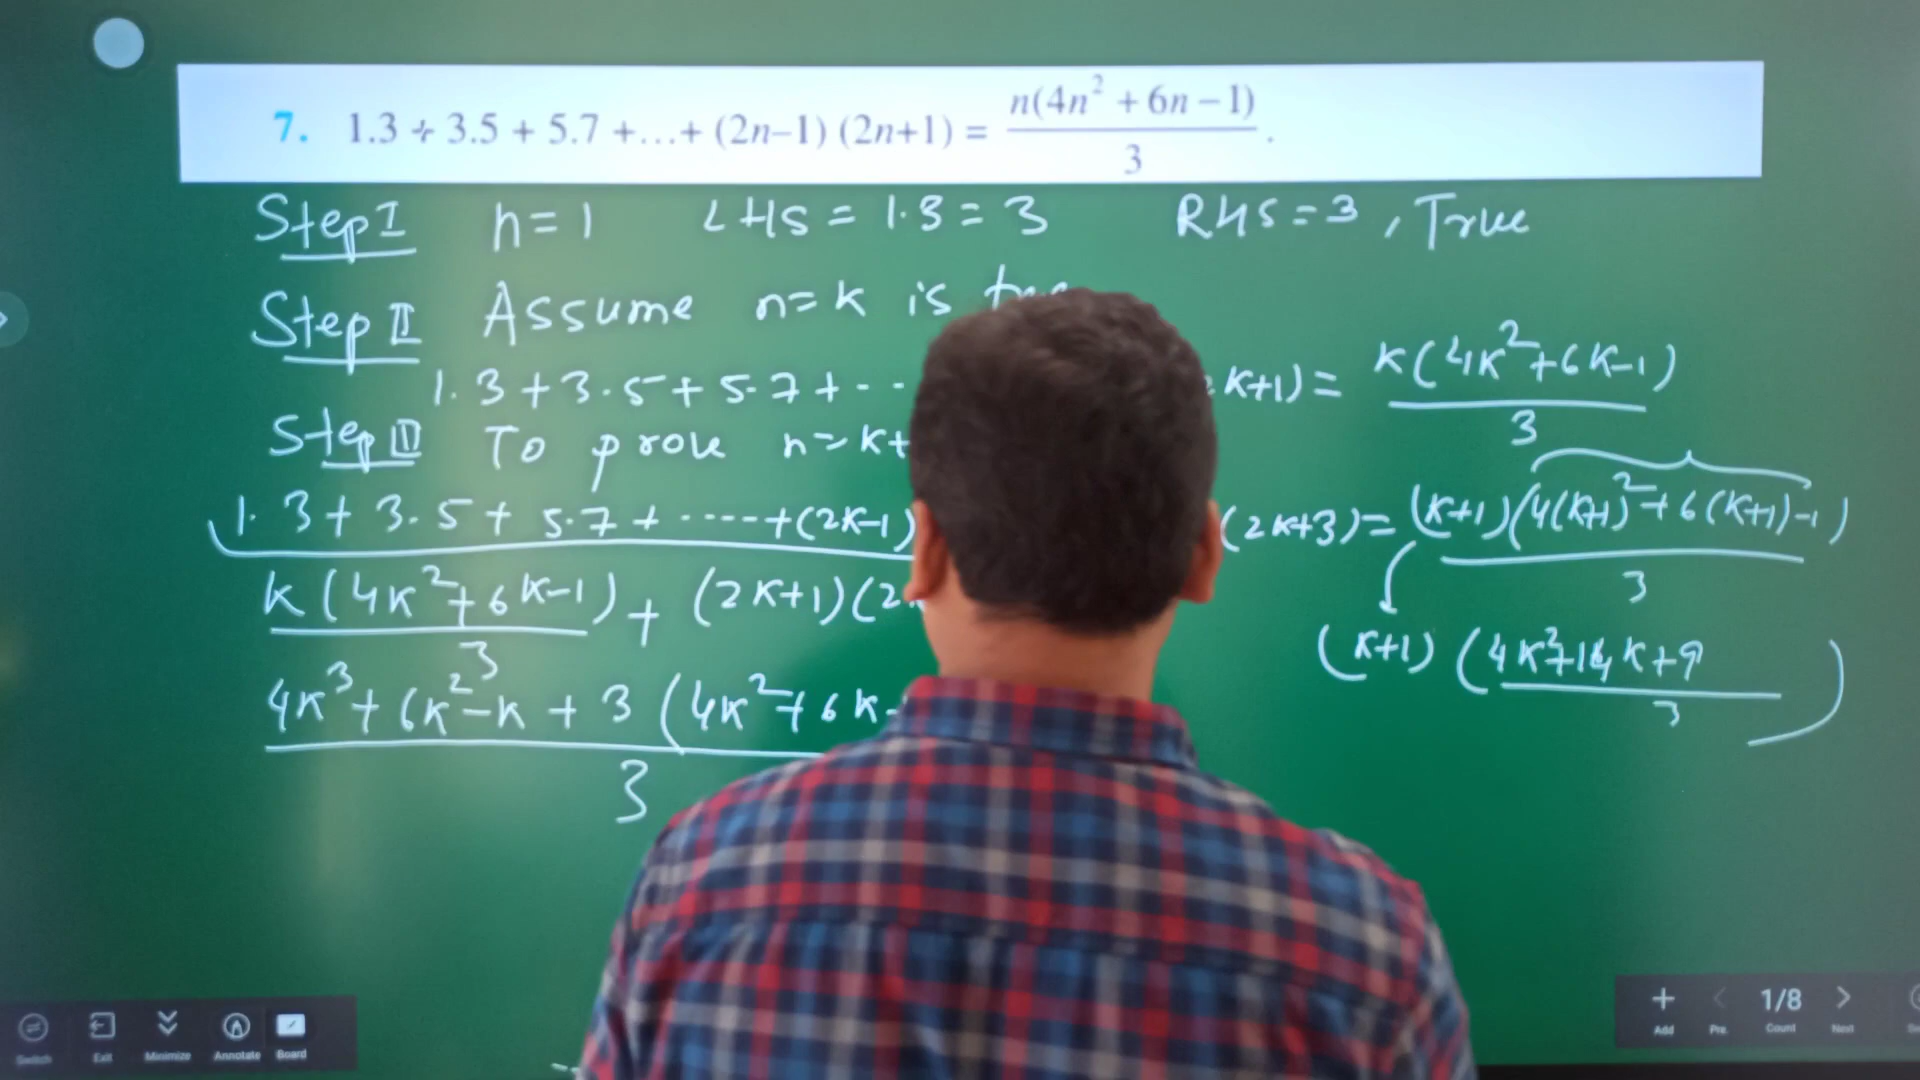 7. 1.3 + 3.5 + 5.7 +...+ (2n–1) (2n+1) = n(4n² + 6n – 1) / 3 .
Step I n=1 LHS = 1.3 = 3 RHS = 3 , True
Step II Assume n=k is
1.3+3.5+5.7+-- k+1) = k(4k²+6k-1) / 3
Step III To prove n=k+
1.3+3.5+5.7+----+(2k-1) (2k+3) = (k+1)(4(k+1)²+6(k+1)-1) / 3
k(4k²+6k-1) / 3 + (2k+1)(2 (k+1) (4k²+14k+9 / 3)
4k³+6k²-k+3(4k²+6k- / 3
Switch Exit Minimize Annotate Board
Add Pre. 1/8 Count Next